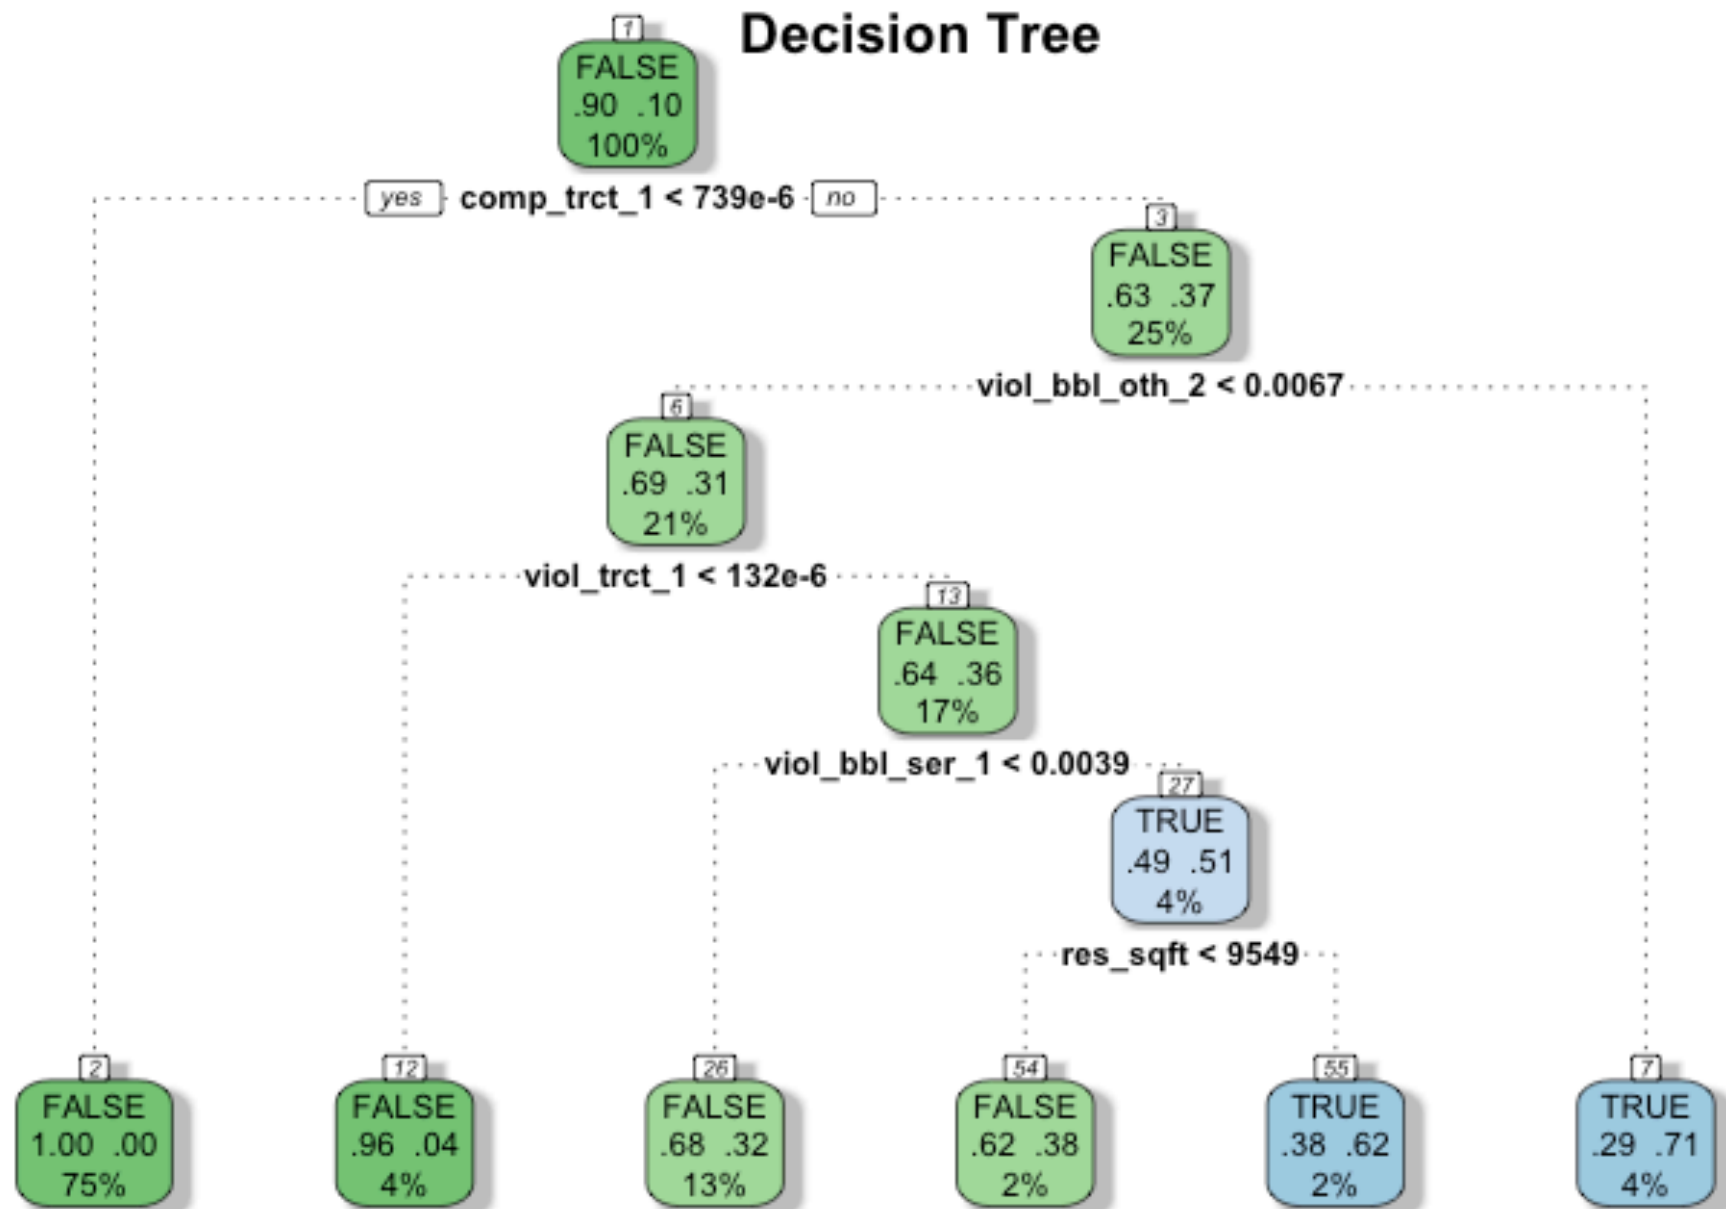 Decision Tree
1
FALSE
.90 .10
100%
yes comp_trct_1 < 739e-6 no
3
FALSE
.63 .37
25%
viol_bbl_oth_2 < 0.0067
6
FALSE
.69 .31
21%
viol_trct_1 < 132e-6
13
FALSE
.64 .36
17%
viol_bbl_ser_1 < 0.0039
27
TRUE
.49 .51
4%
res_sqft < 9549
2
FALSE
1.00 .00
75%
12
FALSE
.96 .04
4%
26
FALSE
.68 .32
13%
54
FALSE
.62 .38
2%
55
TRUE
.38 .62
2%
7
TRUE
.29 .71
4%